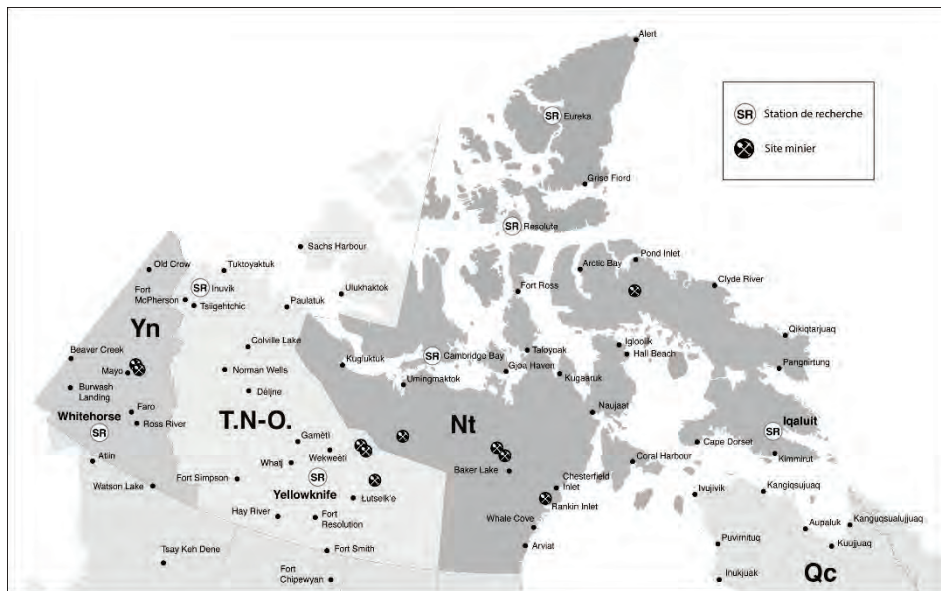 Alert
SR Station de recherche
SR Eureka
Site minier
Grise Fiord
SR Resolute
Sachs Harbour
Pond Inlet
Old Crow
Tuktoyaktuk
Arctic Bay
Clyde River
SR Inuvik
Fort
McPherson
Ulukhaktok
Fort Ross
Tsiigehtchic
Paulatuk
Yn
Qikiqtarjuaq
Igloolik
Colville Lake
Taloyoak
Hall Beach
Beaver Creek
Kugluktuk
SR Cambridge Bay
Pangnirtung
Mayo
Norman Wells
Gjoa Haven
Kugaaruk
Burwash
Landing
Déljne
Umingmaktok
Faro
T.N-O.
Nt
Naujaat
Whitehorse
SR
Ross River
Iqaluit
SR
Gamètì
Cape Dorset
Wekweètì
Kimmirut
Atlin
Whatì
Baker Lake
Coral Harbour
Fort Simpson
SR
Yellowknife
Chesterfield
Inlet
Kangiqsujuaq
Watson Lake
Łutselk'e
Rankin Inlet
Ivujivik
Hay River
Fort
Resolution
Whale Cove
Aupaluk
Kanguqsualujjuaq
Tsay Keh Dene
Fort Smith
Arviat
Puvirnituq
Kuujjuaq
Fort
Chipewyan
Inukjuak
Qc